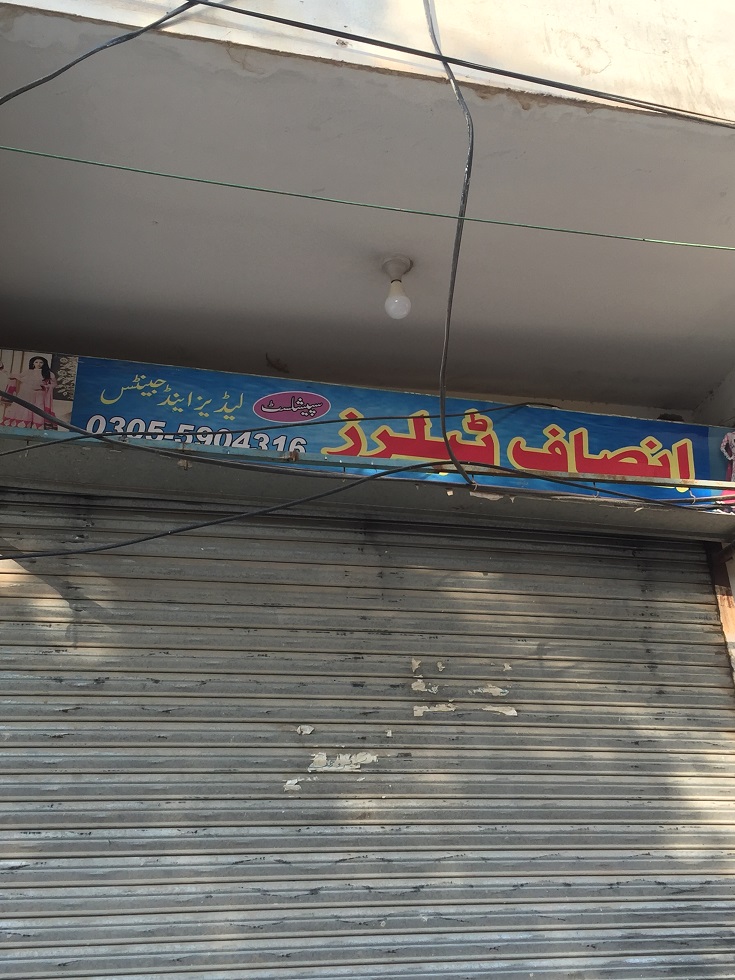 انصاف ٹیلرز
سپیشلسٹ
لیڈیز اینڈ جینٹس
0305-5904316